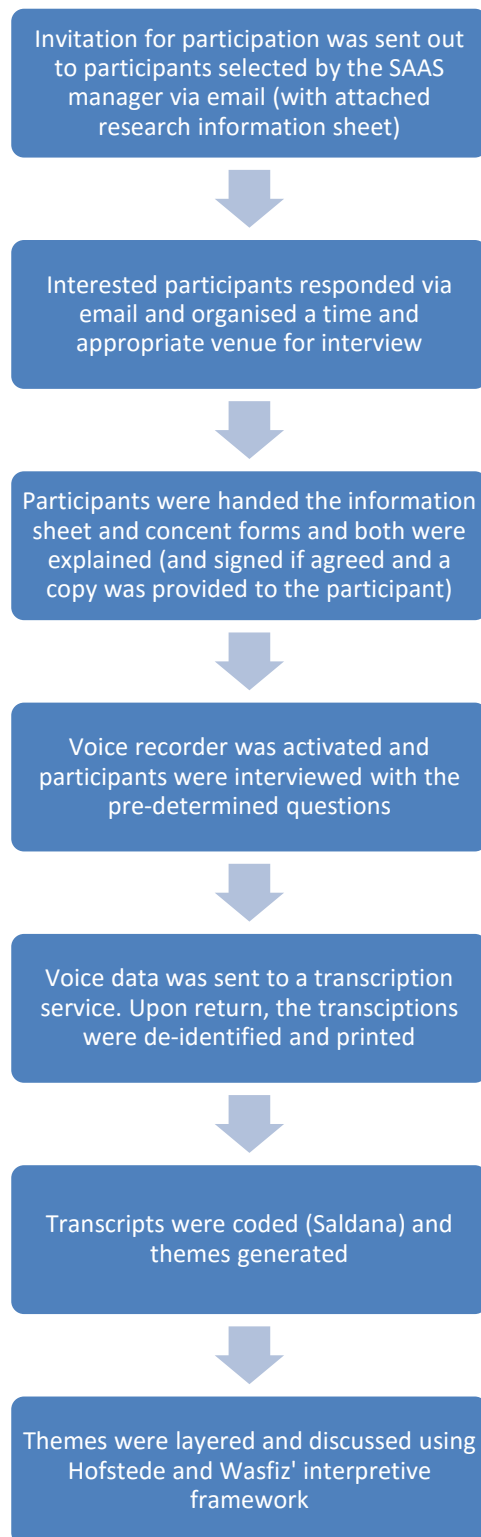 Invitation for participation was sent out
to participants selected by the SAAS
manager via email (with attached
research information sheet)
Interested participants responded via
email and organised a time and
appropriate venue for interview
Participants were handed the information
sheet and concent forms and both were
explained (and signed if agreed and a
copy was provided to the participant)
Voice recorder was activated and
participants were interviewed with the
pre-determined questions
Voice data was sent to a transcription
service. Upon return, the transciptions
were de-identified and printed
Transcripts were coded (Saldana) and
themes generated
Themes were layered and discussed using
Hofstede and Wasfiz' interpretive
framework